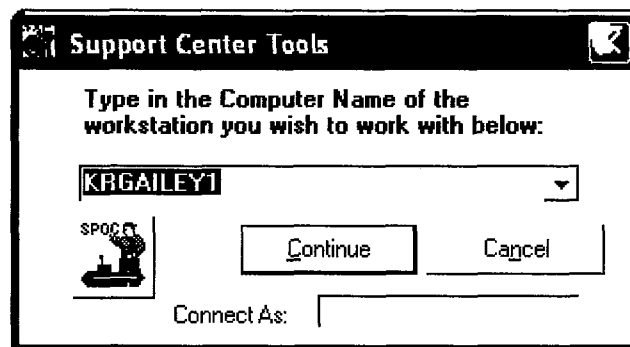 Support Center Tools
Type in the Computer Name of the
workstation you wish to work with below:
KRGAILEY1
SPOC
Continue
Cancel
Connect As: